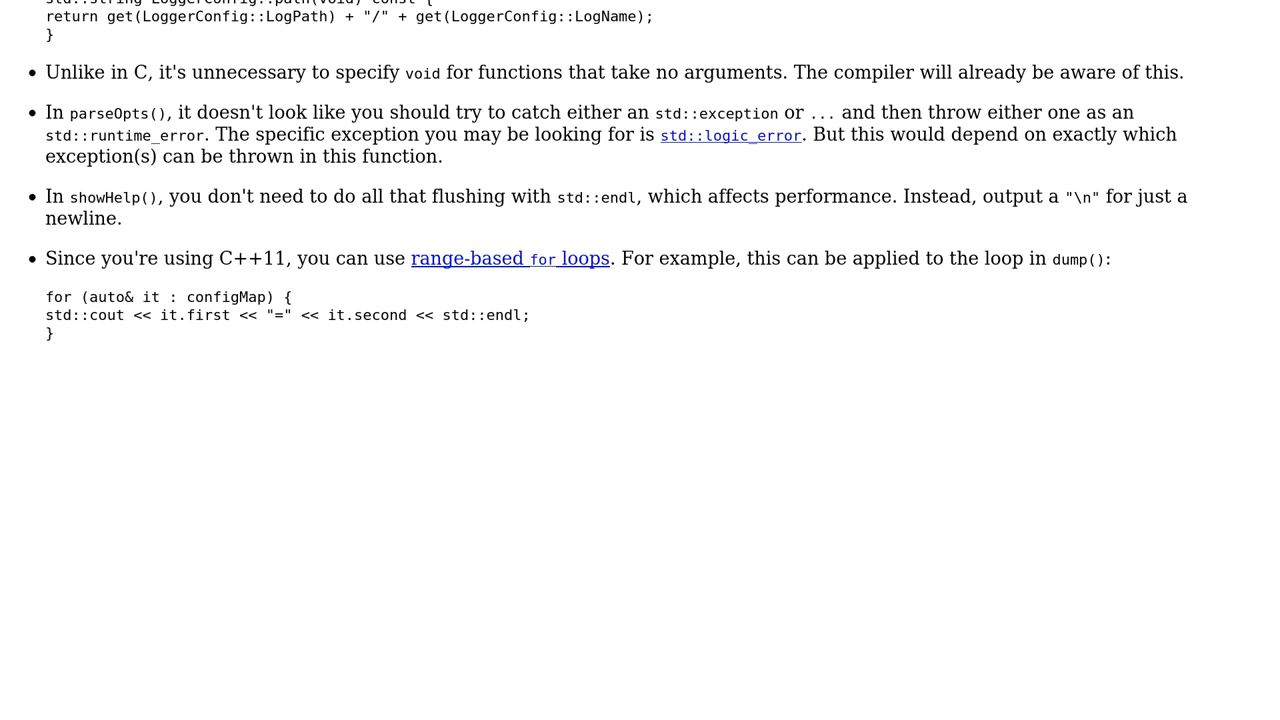 std::string LoggerConfig::path(void) const {
return get(LoggerConfig::LogPath) + "/" + get(LoggerConfig::LogName);
}
• Unlike in C, it's unnecessary to specify void for functions that take no arguments. The compiler will already be aware of this.
• In parseOpts(), it doesn't look like you should try to catch either an std::exception or ... and then throw either one as an
std::runtime_error. The specific exception you may be looking for is std::logic_error. But this would depend on exactly which
exception(s) can be thrown in this function.
• In showHelp(), you don't need to do all that flushing with std::endl, which affects performance. Instead, output a "\n" for just a
newline.
• Since you're using C++11, you can use range-based for loops. For example, this can be applied to the loop in dump():
for (auto& it : configMap) {
std::cout << it.first << "=" << it.second << std::endl;
}